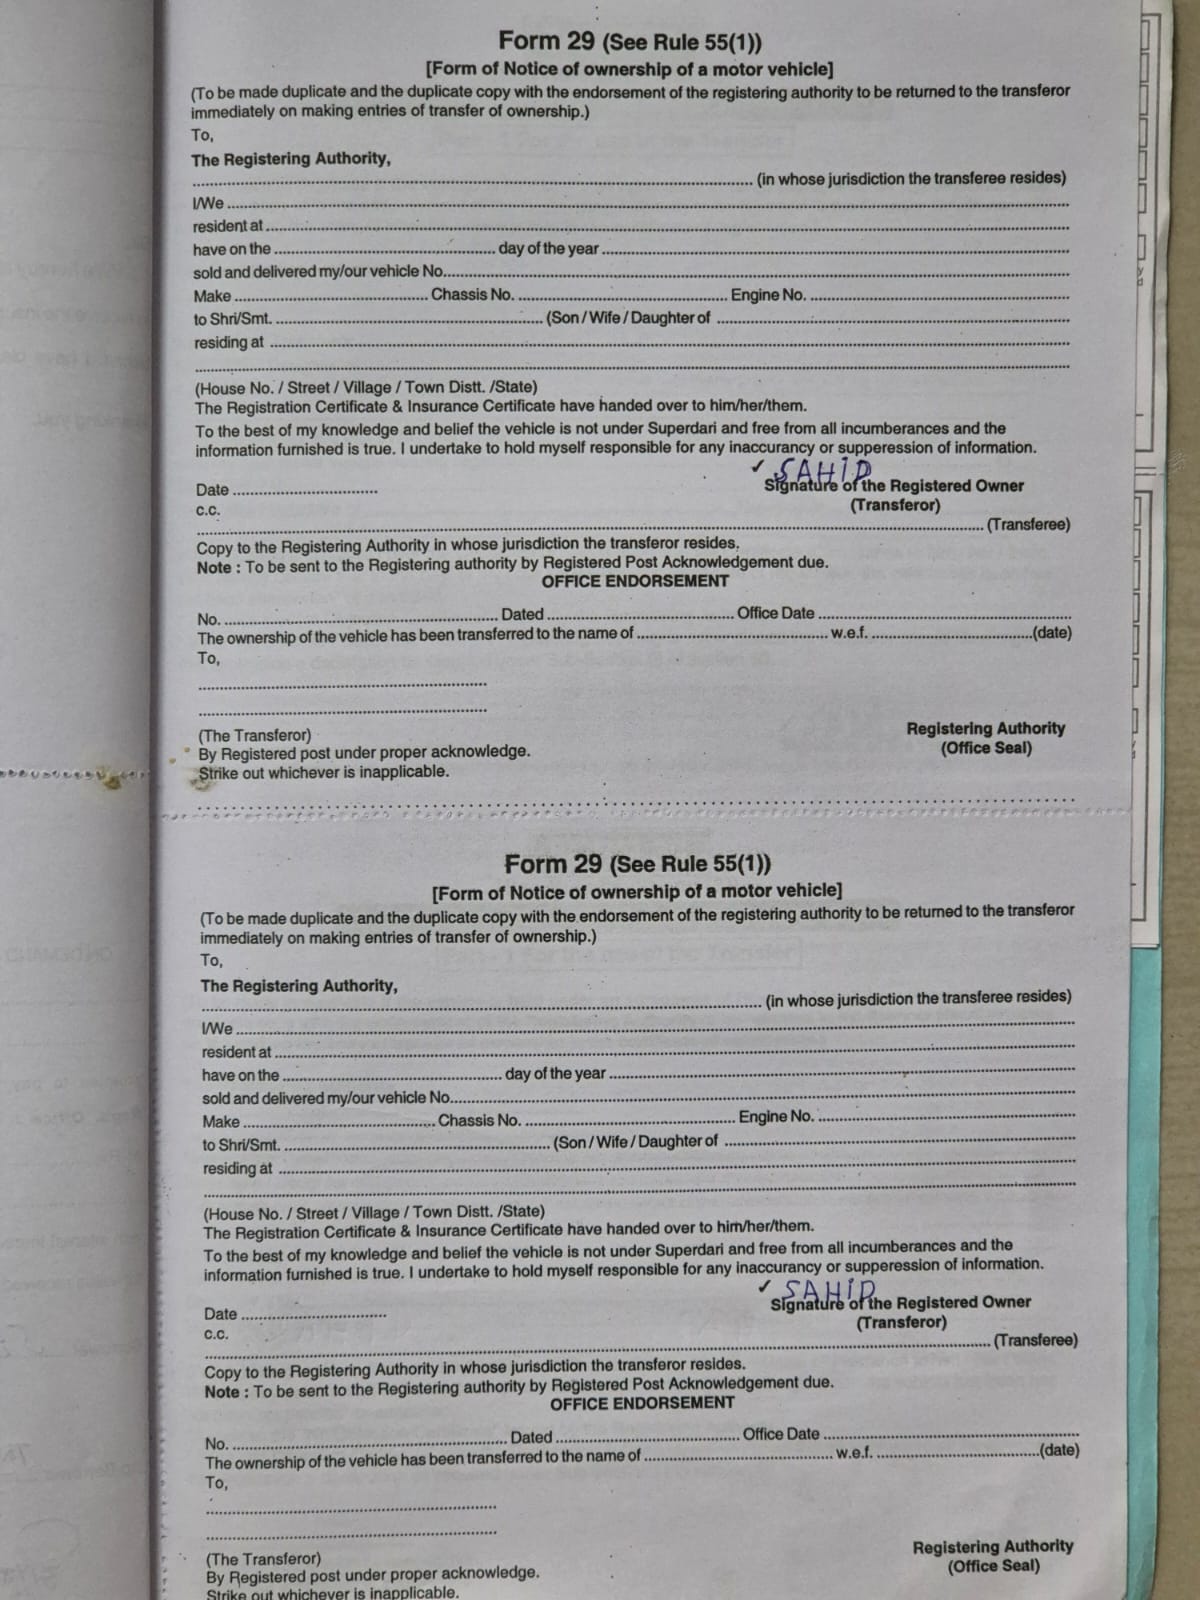 Form 29 (See Rule 55(1))
[Form of Notice of ownership of a motor vehicle]
(To be made duplicate and the duplicate copy with the endorsement of the registering authority to be returned to the transferor
immediately on making entries of transfer of ownership.)
To,
The Registering Authority,
(in whose jurisdiction the transferee resides)
I/We
resident at
have on the day of the year
sold and delivered my/our vehicle No.
Make Chassis No. Engine No.
to Shri/Smt. (Son / Wife / Daughter of
residing at
(House No. / Street / Village / Town Distt. /State)
The Registration Certificate & Insurance Certificate have handed over to him/her/them.
To the best of my knowledge and belief the vehicle is not under Superdari and free from all incumberances and the
information furnished is true. I undertake to hold myself responsible for any inaccurancy or supperession of information.
✓ SAHID
Date Signature of the Registered Owner
c.c. (Transferor)
(Transferee)
Copy to the Registering Authority in whose jurisdiction the transferor resides.
Note : To be sent to the Registering authority by Registered Post Acknowledgement due.
OFFICE ENDORSEMENT
No. Dated Office Date
The ownership of the vehicle has been transferred to the name of w.e.f. (date)
To,
(The Transferor) Registering Authority
By Registered post under proper acknowledge. (Office Seal)
Strike out whichever is inapplicable.
Form 29 (See Rule 55(1))
[Form of Notice of ownership of a motor vehicle]
(To be made duplicate and the duplicate copy with the endorsement of the registering authority to be returned to the transferor
immediately on making entries of transfer of ownership.)
To,
The Registering Authority,
(in whose jurisdiction the transferee resides)
I/We
resident at
have on the day of the year
sold and delivered my/our vehicle No.
Make Chassis No. Engine No.
to Shri/Smt. (Son / Wife / Daughter of
residing at
(House No. / Street / Village / Town Distt. /State)
The Registration Certificate & Insurance Certificate have handed over to him/her/them.
To the best of my knowledge and belief the vehicle is not under Superdari and free from all incumberances and the
information furnished is true. I undertake to hold myself responsible for any inaccurancy or supperession of information.
✓ SAHID
Date Signature of the Registered Owner
c.c. (Transferor)
(Transferee)
Copy to the Registering Authority in whose jurisdiction the transferor resides.
Note : To be sent to the Registering authority by Registered Post Acknowledgement due.
OFFICE ENDORSEMENT
No. Dated Office Date
The ownership of the vehicle has been transferred to the name of w.e.f. (date)
To,
(The Transferor) Registering Authority
By Registered post under proper acknowledge. (Office Seal)
Strike out whichever is inapplicable.